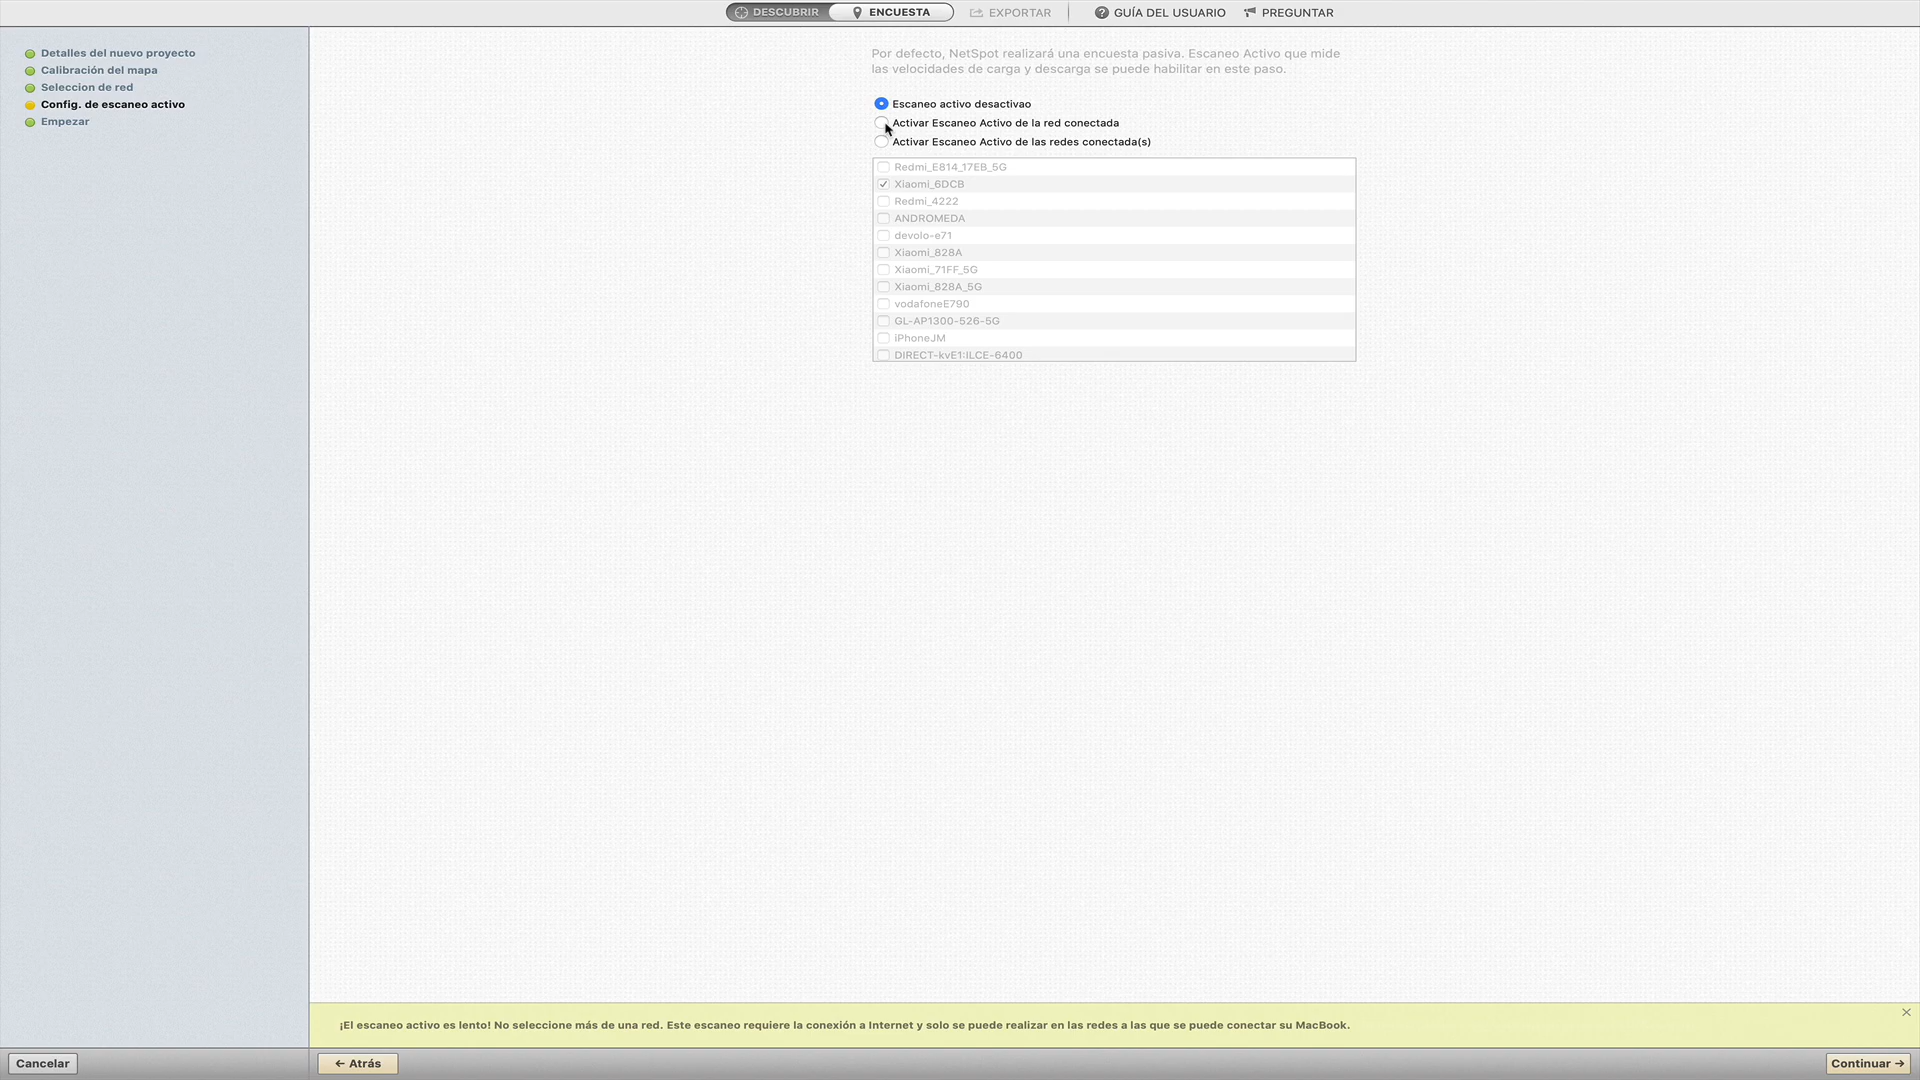 DESCUBRIR
ENCUESTA
EXPORTAR
GUÍA DEL USUARIO
PREGUNTAR
Detalles del nuevo proyecto
Calibración del mapa
Seleccion de red
Config. de escaneo activo
Empezar
Por defecto, NetSpot realizará una encuesta pasiva. Escaneo Activo que mide
las velocidades de carga y descarga se puede habilitar en este paso.
Escaneo activo desactivao
Activar Escaneo Activo de la red conectada
Activar Escaneo Activo de las redes conectada(s)
Redmi_E814_17EB_5G
Xiaomi_6DCB
Redmi_4222
ANDROMEDA
devolo-e71
Xiaomi_828A
Xiaomi_71FF_5G
Xiaomi_828A_5G
vodafoneE790
GL-AP1300-526-5G
iPhoneJM
DIRECT-kvE1:ILCE-6400
¡El escaneo activo es lento! No seleccione más de una red. Este escaneo requiere la conexión a Internet y solo se puede realizar en las redes a las que se puede conectar su MacBook.
Cancelar
← Atrás
Continuar →